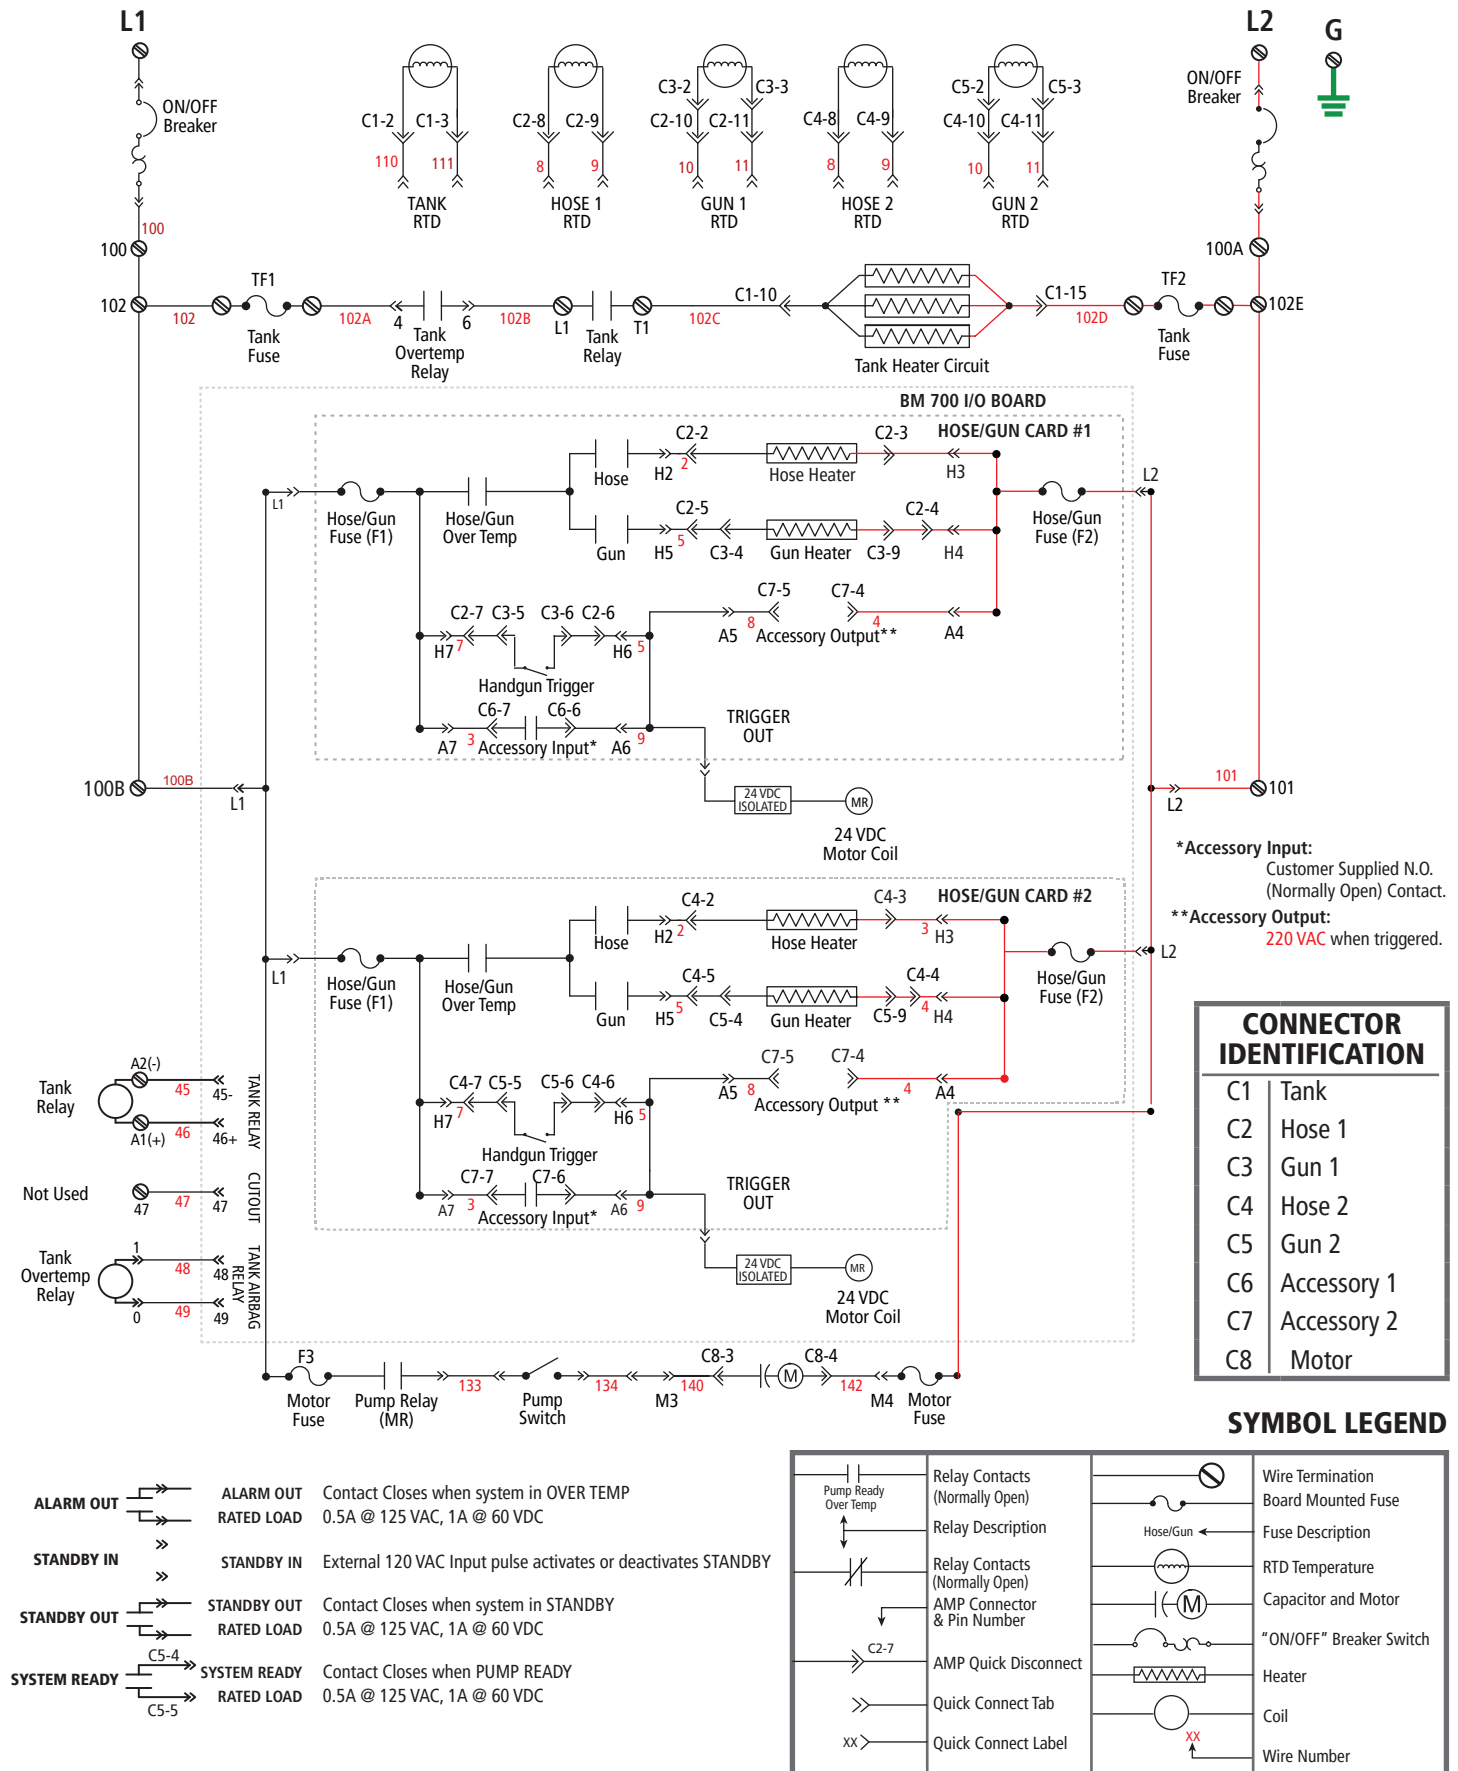 L1
L2
G
ON/OFF
Breaker
ON/OFF
Breaker
C1-2
C1-3
C2-8
C2-9
C3-2
C3-3
C2-10
C2-11
C4-8
C4-9
C5-2
C5-3
C4-10
C4-11
110
111
8
9
10
11
8
9
10
11
TANK
RTD
HOSE 1
RTD
GUN 1
RTD
HOSE 2
RTD
GUN 2
RTD
100
100
100A
102
102
TF1
Tank
Fuse
102A
4
Tank
Overtemp
Relay
6
102B
L1
Tank
Relay
T1
102C
C1-10
Tank Heater Circuit
C1-15
102D
TF2
Tank
Fuse
102E
BM 700 I/O BOARD
HOSE/GUN CARD #1
L1
Hose/Gun
Fuse (F1)
Hose/Gun
Over Temp
Hose
H2
2
C2-2
Hose Heater
C2-3
H3
Gun
H5
5
C2-5
C3-4
Gun Heater
C3-9
C2-4
H4
Hose/Gun
Fuse (F2)
L2
C7-5
C7-4
A5
8
Accessory Output**
4
A4
C2-7
C3-5
C3-6
C2-6
H7
7
H6
5
Handgun Trigger
C6-7
C6-6
A7
3
Accessory Input*
A6
9
TRIGGER
OUT
24 VDC
ISOLATED
MR
24 VDC
Motor Coil
100B
100B
L1
L2
101
101
*Accessory Input:
Customer Supplied N.O.
(Normally Open) Contact.
**Accessory Output:
220 VAC when triggered.
HOSE/GUN CARD #2
L1
Hose/Gun
Fuse (F1)
Hose/Gun
Over Temp
Hose
H2
2
C4-2
Hose Heater
C4-3
3
H3
Gun
H5
5
C4-5
C5-4
Gun Heater
C5-9
C4-4
4
H4
Hose/Gun
Fuse (F2)
L2
C7-5
C7-4
A5
8
Accessory Output **
4
A4
C4-7
C5-5
C5-6
C4-6
H7
7
H6
5
Handgun Trigger
C7-7
C7-6
A7
3
Accessory Input*
A6
9
TRIGGER
OUT
24 VDC
ISOLATED
MR
24 VDC
Motor Coil
Tank
Relay
A2(-)
45
45-
A1(+)
46
46+
TANK RELAY
Not Used
47
47
47
CUTOUT
Tank
Overtemp
Relay
1
48
48
0
49
49
TANK AIRBAG
RELAY
F3
Motor
Fuse
Pump Relay
(MR)
133
Pump
Switch
134
M3
140
C8-3
M
C8-4
142
M4
Motor
Fuse
CONNECTOR
IDENTIFICATION
C1 Tank
C2 Hose 1
C3 Gun 1
C4 Hose 2
C5 Gun 2
C6 Accessory 1
C7 Accessory 2
C8 Motor
ALARM OUT
ALARM OUT Contact Closes when system in OVER TEMP
RATED LOAD 0.5A @ 125 VAC, 1A @ 60 VDC
STANDBY IN
STANDBY IN External 120 VAC Input pulse activates or deactivates STANDBY
STANDBY OUT
STANDBY OUT Contact Closes when system in STANDBY
RATED LOAD 0.5A @ 125 VAC, 1A @ 60 VDC
SYSTEM READY
C5-4
C5-5
SYSTEM READY Contact Closes when PUMP READY
RATED LOAD 0.5A @ 125 VAC, 1A @ 60 VDC
SYMBOL LEGEND
Pump Ready
Over Temp
Relay Contacts
(Normally Open)
Relay Description
Relay Contacts
(Normally Open)
AMP Connector
& Pin Number
C2-7
AMP Quick Disconnect
Quick Connect Tab
XX
Quick Connect Label
Wire Termination
Board Mounted Fuse
Hose/Gun
Fuse Description
RTD Temperature
M
Capacitor and Motor
"ON/OFF" Breaker Switch
Heater
Coil
XX
Wire Number